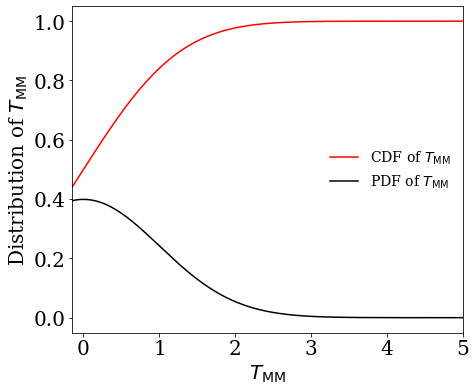 Distribution of T_MM
1.0
0.8
0.6
0.4
0.2
0.0
CDF of T_MM
PDF of T_MM
0 1 2 3 4 5
T_MM